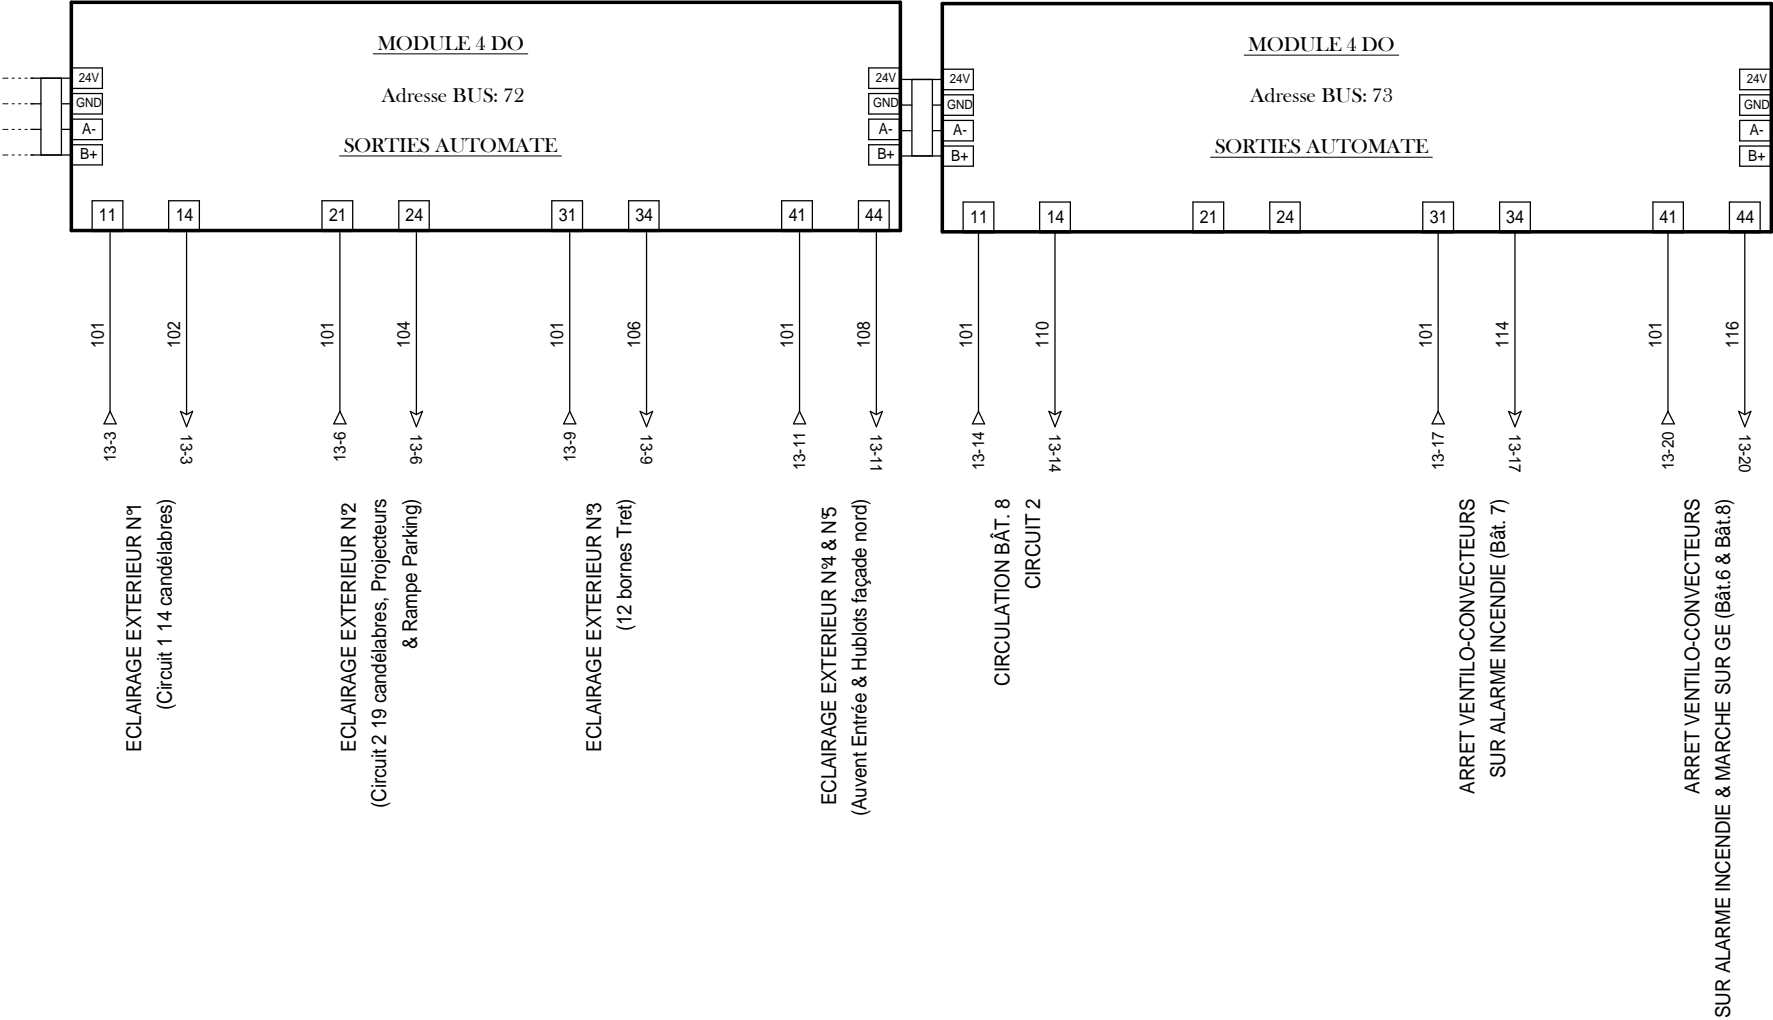 MODULE 4 DO
Adresse BUS: 72
SORTIES AUTOMATE
24V
GND
A-
B+
24V
GND
A-
B+
11
14
21
24
31
34
41
44
101
102
101
104
101
106
101
108
13-3
13-3
13-6
13-6
13-9
13-9
13-11
13-11
ECLAIRAGE EXTERIEUR N°1
(Circuit 1 14 candélabres)
ECLAIRAGE EXTERIEUR N°2
(Circuit 2 19 candélabres, Projecteurs
& Rampe Parking)
ECLAIRAGE EXTERIEUR N°3
(12 bornes Tret)
ECLAIRAGE EXTERIEUR N°4 & N°5
(Auvent Entrée & Hublots façade nord)
MODULE 4 DO
Adresse BUS: 73
SORTIES AUTOMATE
24V
GND
A-
B+
24V
GND
A-
B+
11
14
21
24
31
34
41
44
101
110
101
114
101
116
13-14
13-14
13-17
13-17
13-20
13-20
CIRCULATION BÂT. 8
CIRCUIT 2
ARRET VENTILO-CONVECTEURS
SUR ALARME INCENDIE (Bât. 7)
ARRET VENTILO-CONVECTEURS
SUR ALARME INCENDIE & MARCHE SUR GE (Bât.6 & Bât.8)